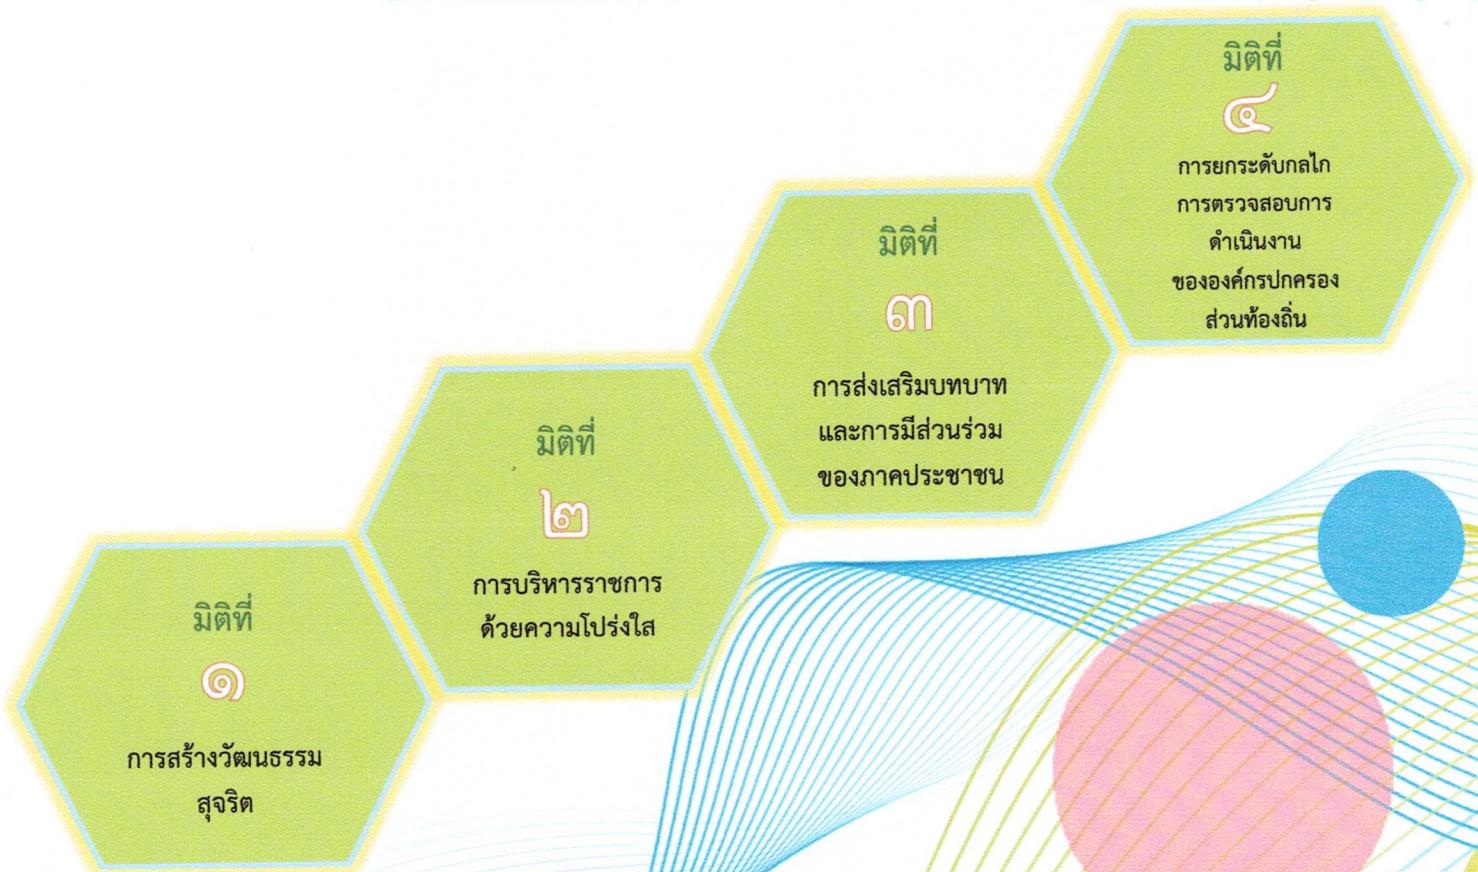 มิติที่
๑
การสร้างวัฒนธรรม
สุจริต
มิติที่
๒
การบริหารราชการ
ด้วยความโปร่งใส
มิติที่
๓
การส่งเสริมบทบาท
และการมีส่วนร่วม
ของภาคประชาชน
มิติที่
๔
การยกระดับกลไก
การตรวจสอบการ
ดำเนินงาน
ขององค์กรปกครอง
ส่วนท้องถิ่น